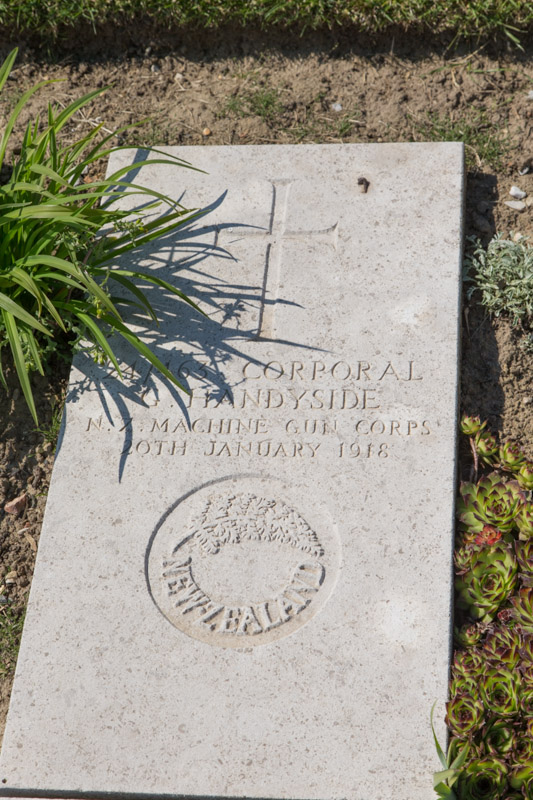 CORPORAL
HANDYSIDE
N.Z. MACHINE GUN CORPS
20TH JANUARY 1918
NEW ZEALAND